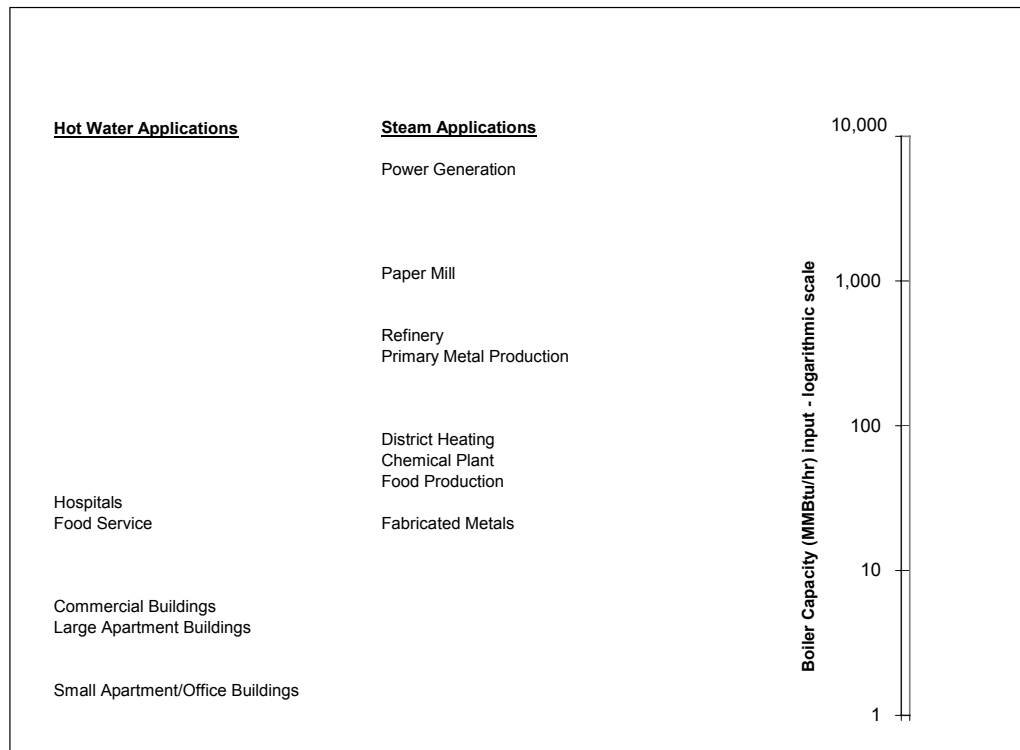 Hot Water Applications
Steam Applications
Power Generation
Paper Mill
Refinery
Primary Metal Production
District Heating
Chemical Plant
Food Production
Hospitals
Food Service
Fabricated Metals
Commercial Buildings
Large Apartment Buildings
Small Apartment/Office Buildings
Boiler Capacity (MMBtu/hr) input - logarithmic scale
10,000
1,000
100
10
1